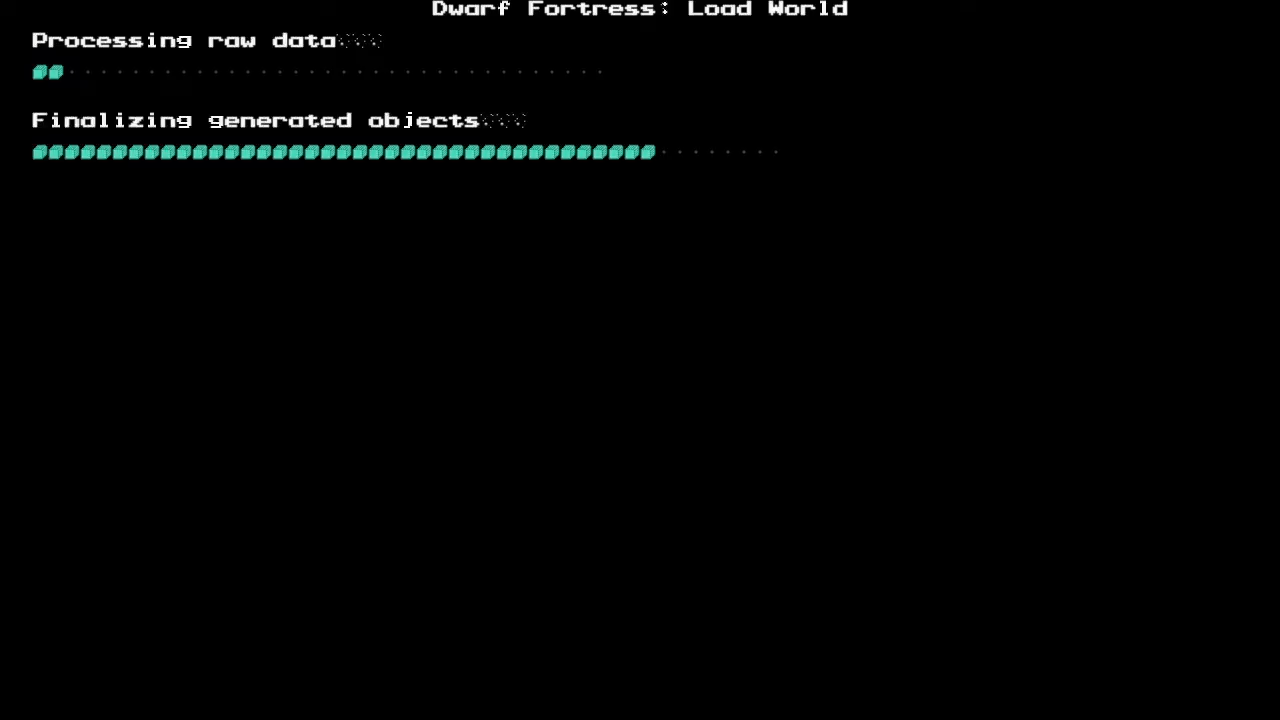 Dwarf Fortress: Load World
Processing raw data...
Finalizing generated objects...